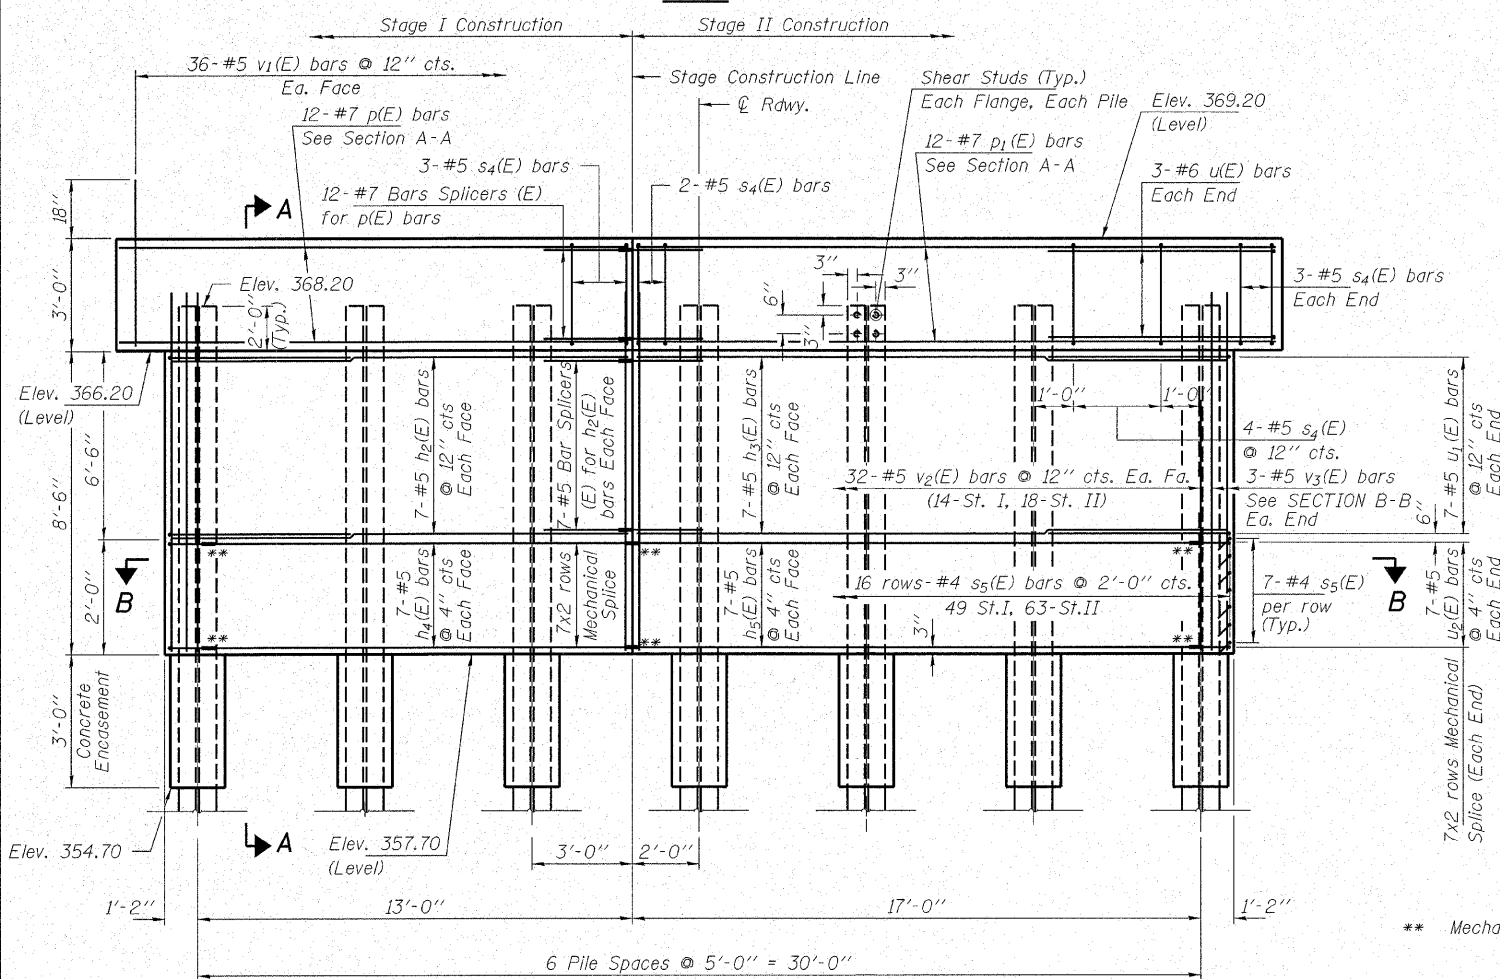 Stage I Construction
Stage II Construction
36-#5 v1(E) bars @ 12" cts.
Ea. Face
Stage Construction Line
℄ Rdwy.
Shear Studs (Typ.)
Each Flange, Each Pile
Elev. 369.20
(Level)
12-#7 p(E) bars
See Section A-A
12-#7 p1(E) bars
See Section A-A
3-#5 s4(E) bars
2-#5 s4(E) bars
3-#6 u(E) bars
Each End
12-#7 Bars Splicers (E)
for p(E) bars
18"
A
3'-0"
Elev. 368.20
2'-0"
(Typ.)
3"
3"
6"
3"
3-#5 s4(E) bars
Each End
Elev. 366.20
(Level)
8'-6"
6'-6"
2'-0"
7-#5 h2(E) bars
@ 12" cts
Each Face
7-#5 Bar Splicers
(E) for h2(E)
bars Each Face
7-#5 h3(E) bars
@ 12" cts
Each Face
1'-0"
1'-0"
4-#5 s4(E)
@ 12" cts.
32-#5 v2(E) bars @ 12" cts. Ea. Fa.
(14-St. I, 18-St. II)
3-#5 v3(E) bars
See SECTION B-B
Ea. End
6"
7-#5 u1(E) bars
@ 12" cts
Each End
B
**
**
**
7-#5
h4(E) bars
@ 4" cts
Each Face
7x2 rows
Mechanical
Splice
7-#5
h5(E) bars
@ 4" cts
Each Face
16 rows-#4 s5(E) bars @ 2'-0" cts.
49 St.I, 63-St.II
3"
7-#4 s5(E)
per row
(Typ.)
B
7-#5
u2(E) bars
@ 4" cts
Each End
**
**
**
3'-0"
Concrete
Encasement
7x2 rows Mechanical
Splice (Each End)
Elev. 354.70
A
Elev. 357.70
(Level)
3'-0"
2'-0"
1'-2"
13'-0"
17'-0"
1'-2"
** Mecha
6 Pile Spaces @ 5'-0" = 30'-0"